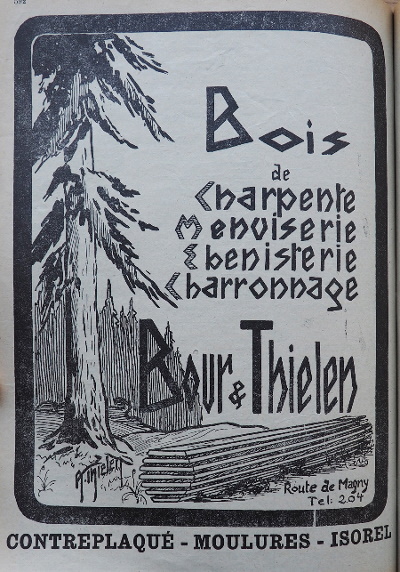 Bois
de
Charpente
Menuiserie
Ebenisterie
Charronnage
Bour & Thielen
Route de Magny
Tel: 204
CONTREPLAQUÉ - MOULURES - ISOREL